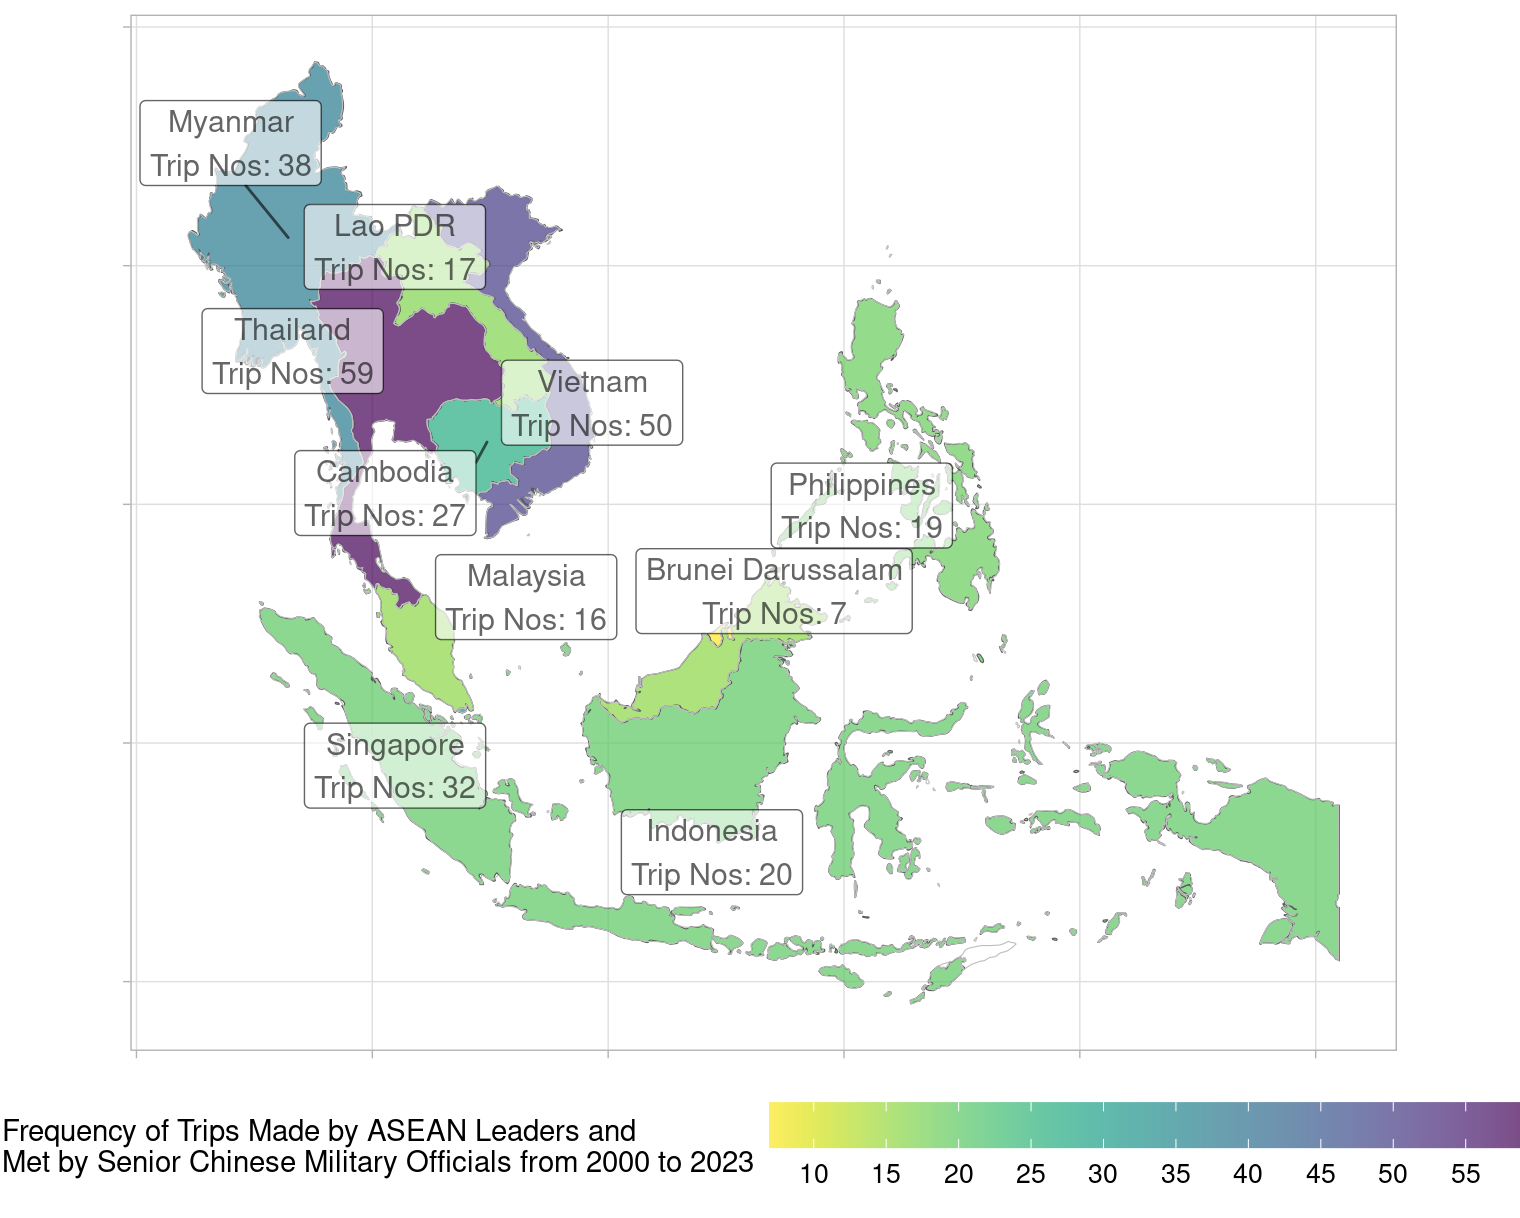 Myanmar
Trip Nos: 38
Lao PDR
Trip Nos: 17
Thailand
Trip Nos: 59
Vietnam
Trip Nos: 50
Cambodia
Trip Nos: 27
Philippines
Trip Nos: 19
Malaysia
Trip Nos: 16
Brunei Darussalam
Trip Nos: 7
Singapore
Trip Nos: 32
Indonesia
Trip Nos: 20
Frequency of Trips Made by ASEAN Leaders and
Met by Senior Chinese Military Officials from 2000 to 2023
10 15 20 25 30 35 40 45 50 55